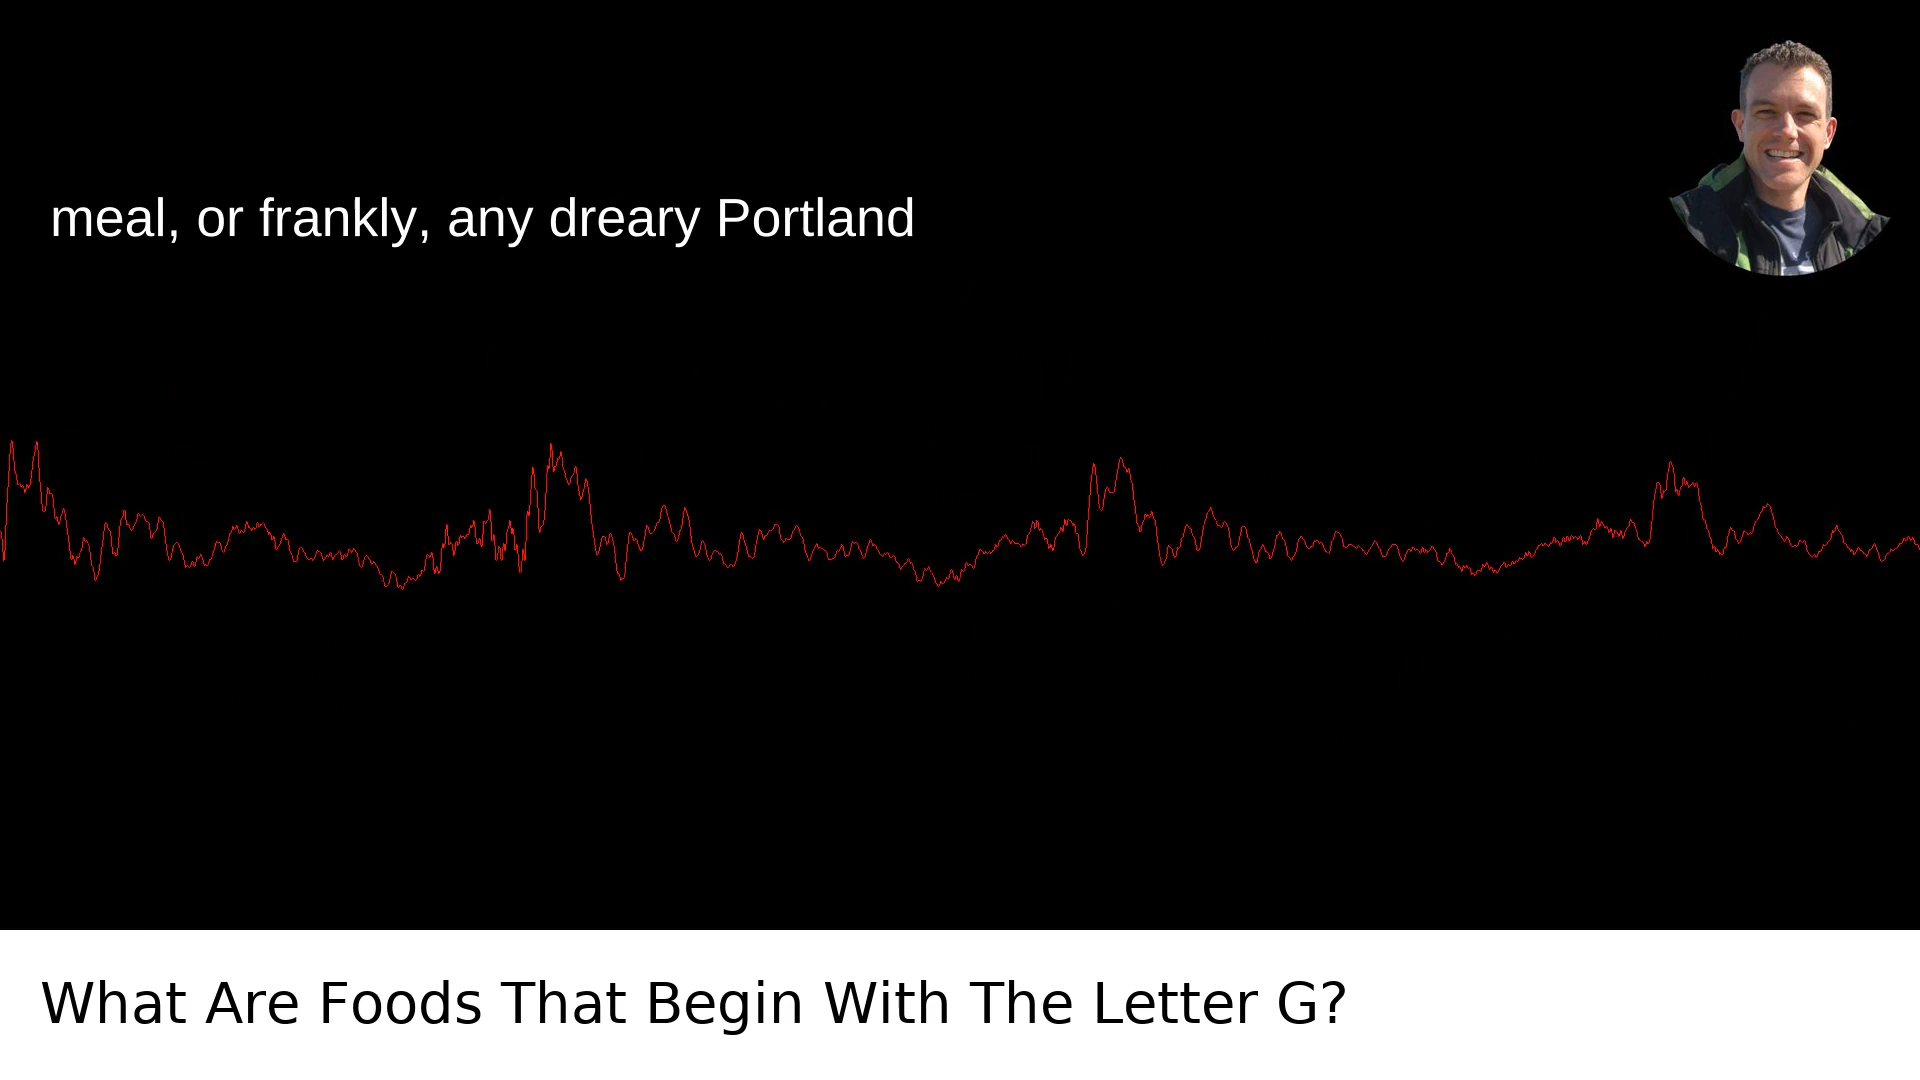 meal, or frankly, any dreary Portland
What Are Foods That Begin With The Letter G?